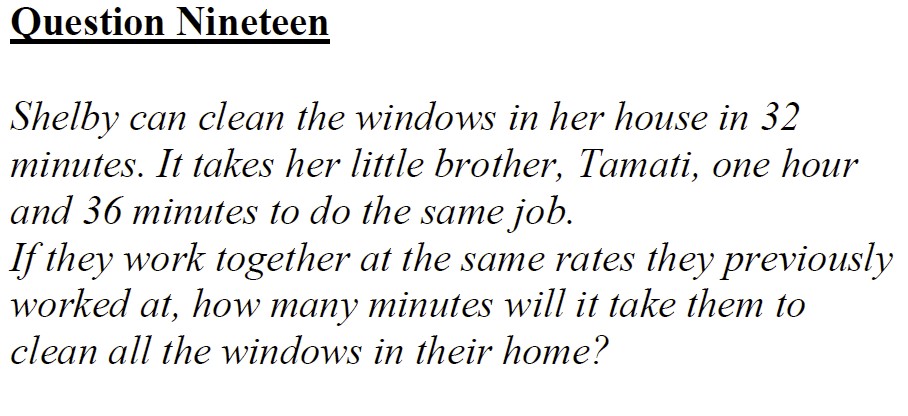 Question Nineteen
Shelby can clean the windows in her house in 32
minutes. It takes her little brother, Tamati, one hour
and 36 minutes to do the same job.
If they work together at the same rates they previously
worked at, how many minutes will it take them to
clean all the windows in their home?